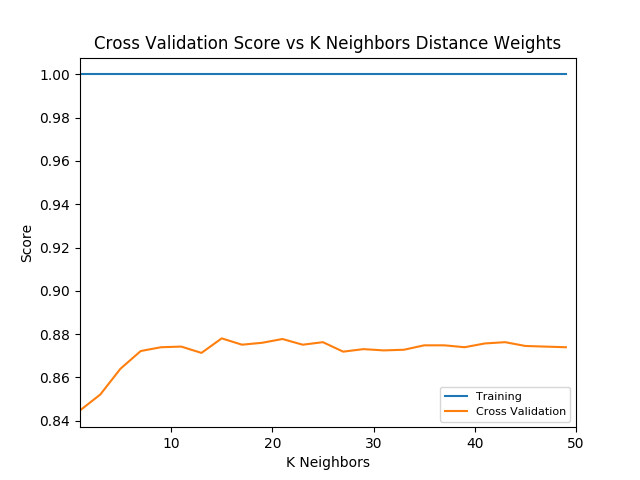 Cross Validation Score vs K Neighbors Distance Weights
1.00
0.98
0.96
0.94
0.92
0.90
0.88
0.86
0.84
Score
Training
Cross Validation
10 20 30 40 50
K Neighbors